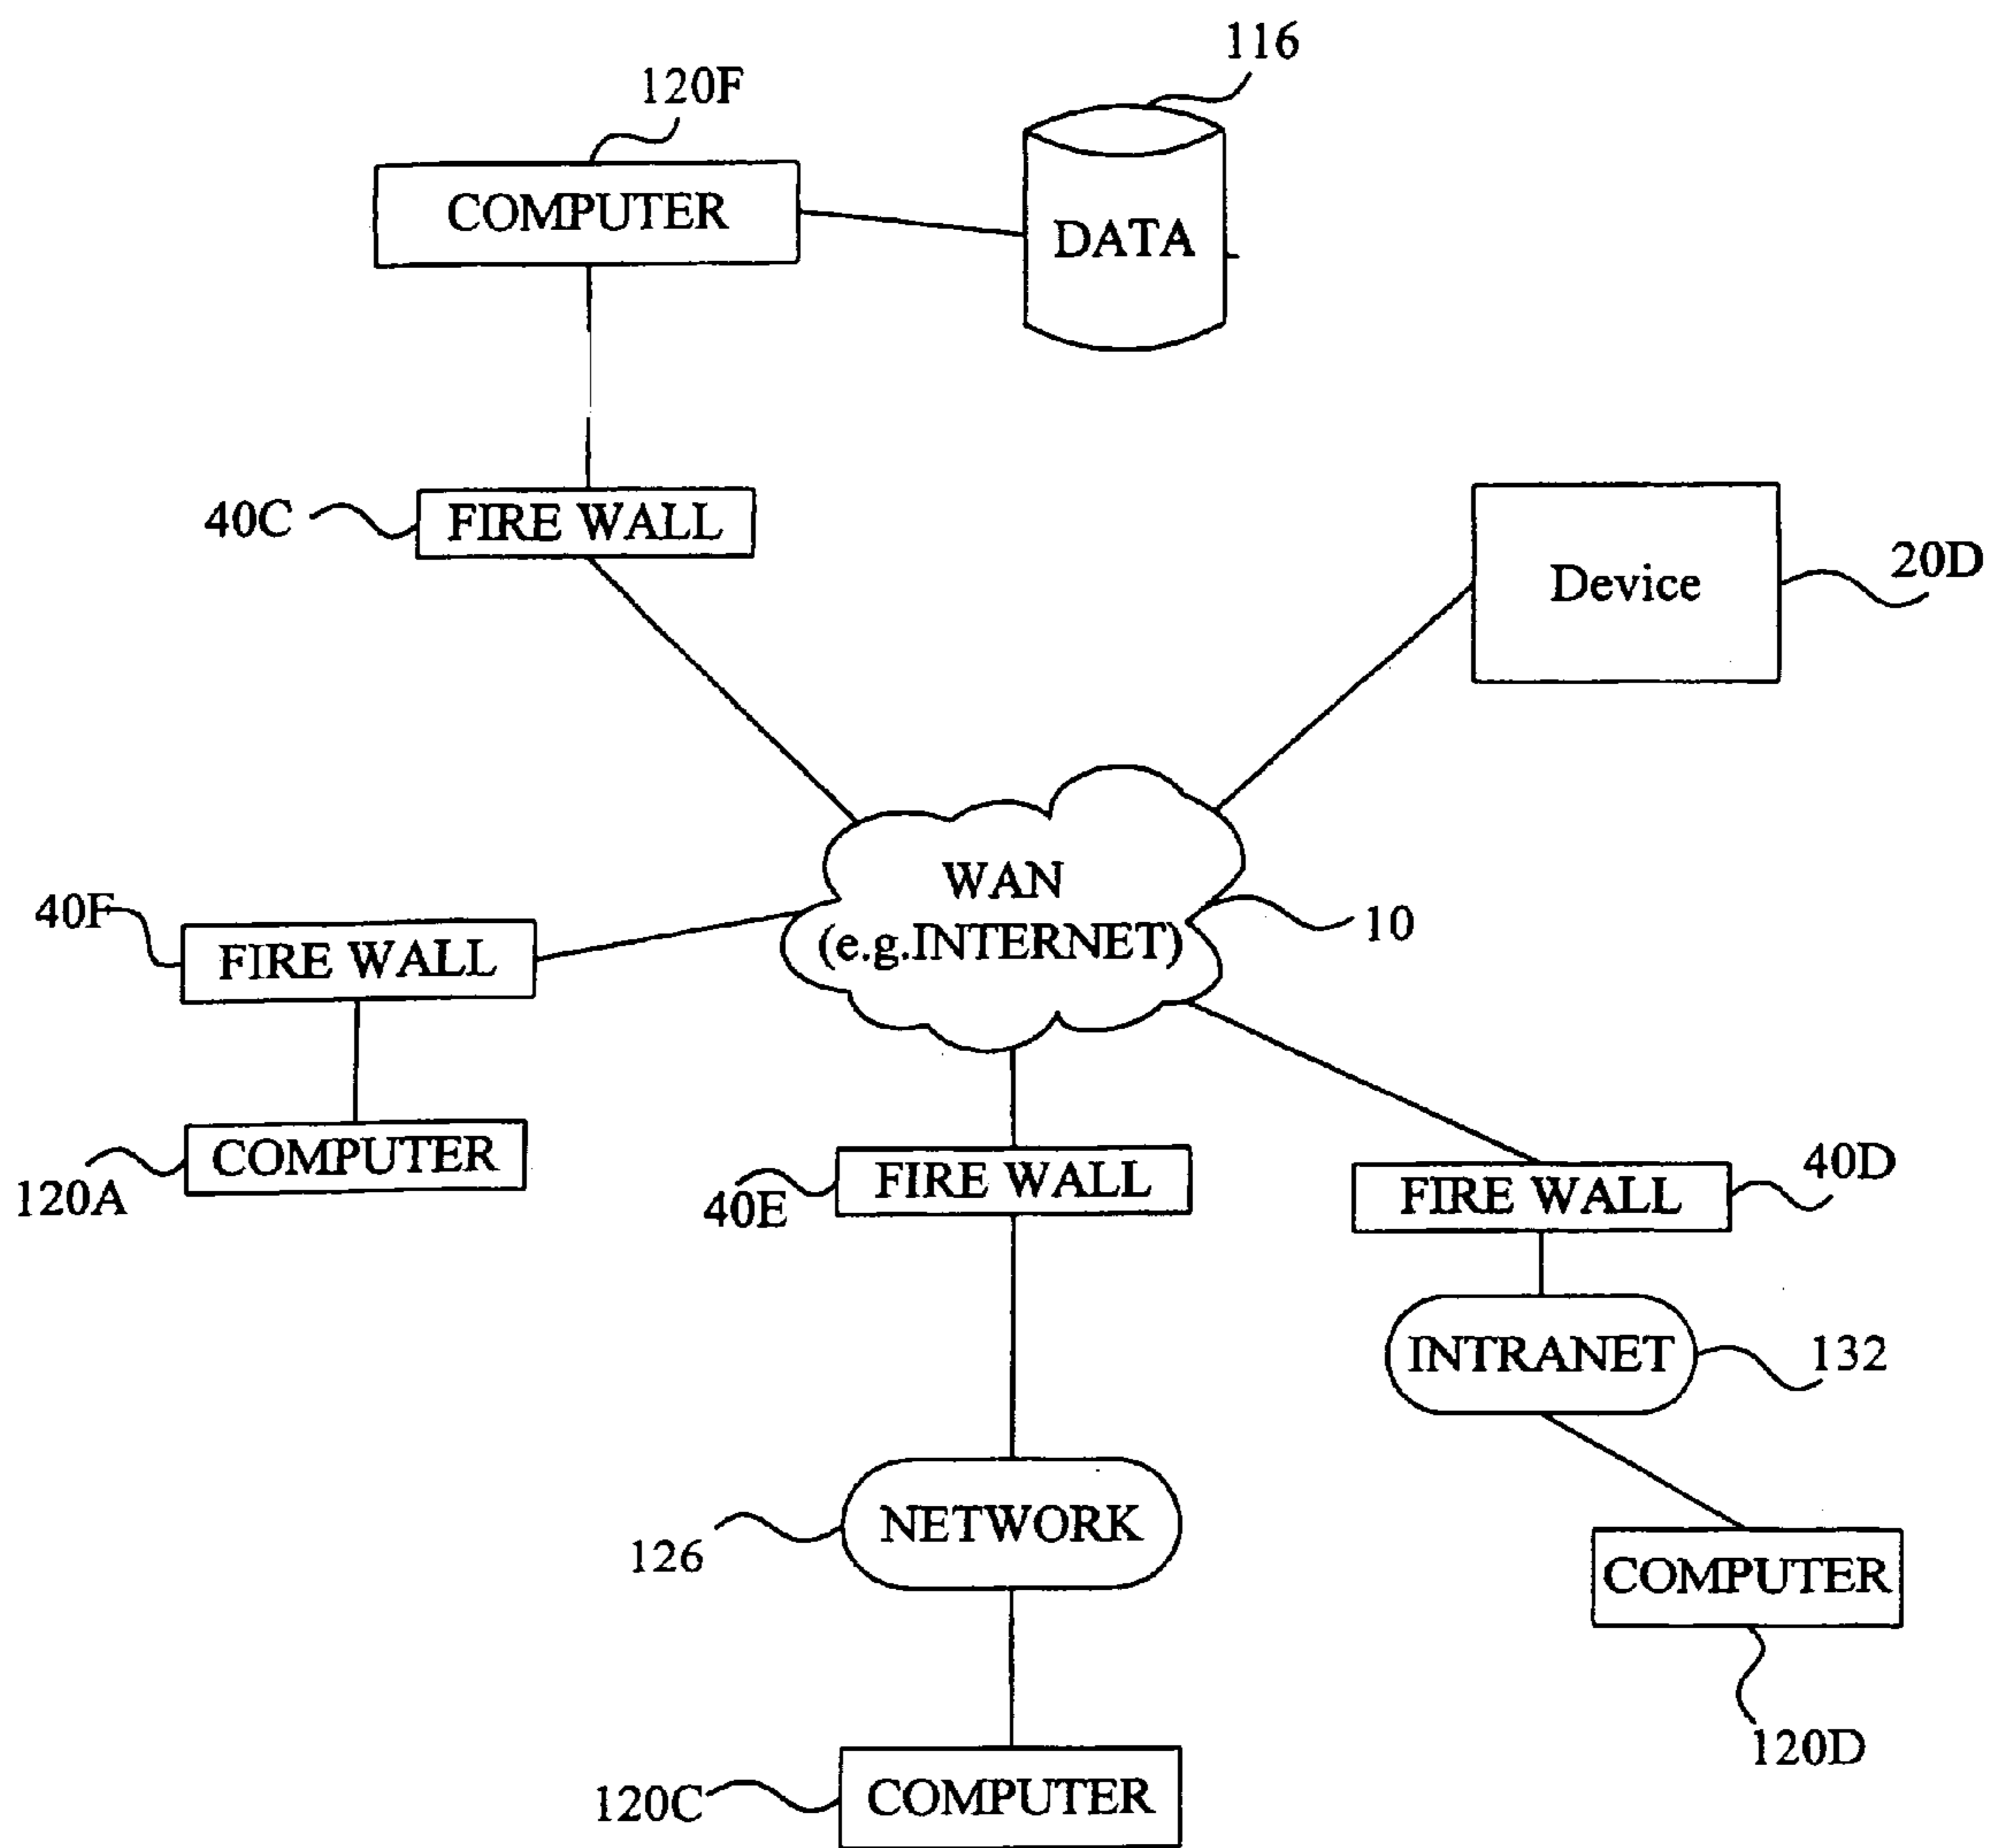 116
120F
COMPUTER
DATA
40C
FIRE WALL
Device
20D
WAN
(e.g.INTERNET)
10
40F
FIRE WALL
COMPUTER
120A
FIRE WALL
40E
FIRE WALL
40D
INTRANET
132
NETWORK
126
COMPUTER
120D
COMPUTER
120C